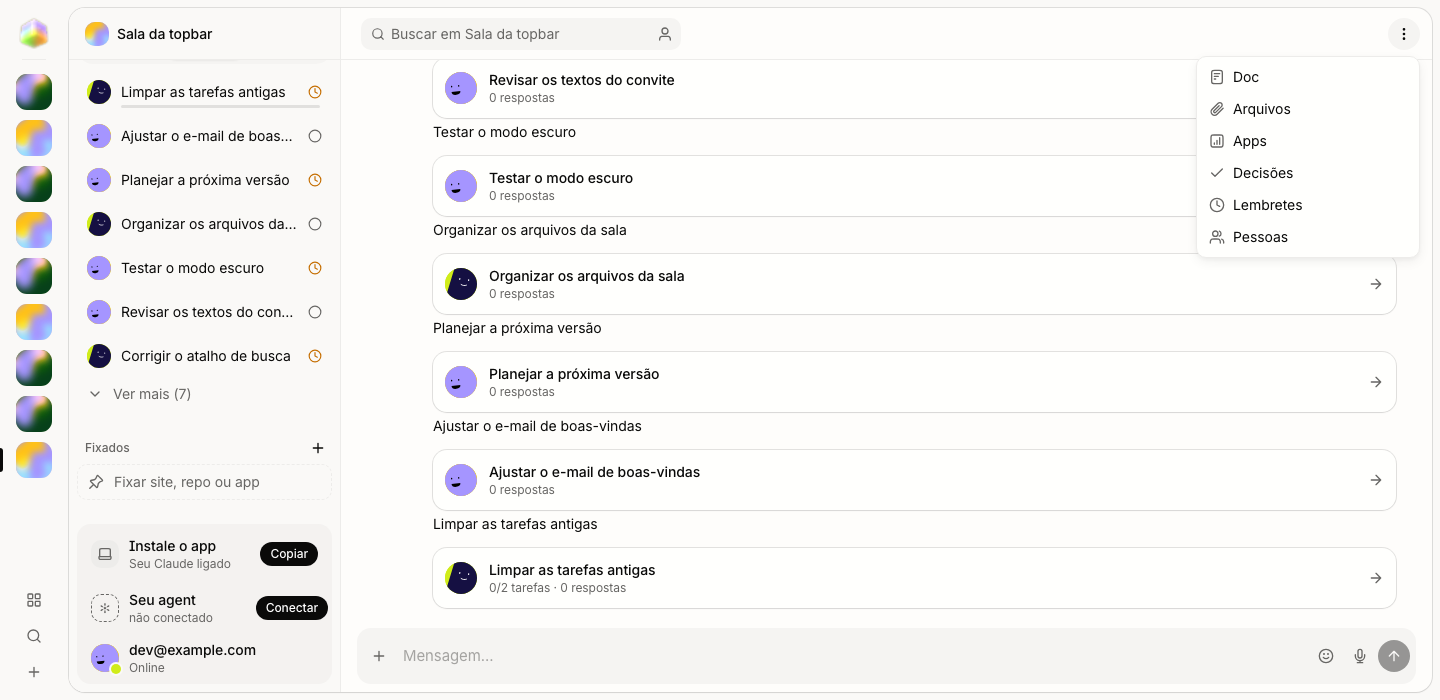 Sala da topbar
Buscar em Sala da topbar
Limpar as tarefas antigas
Ajustar o e-mail de boas...
Planejar a próxima versão
Organizar os arquivos da...
Testar o modo escuro
Revisar os textos do con...
Corrigir o atalho de busca
Ver mais (7)
Fixados
Fixar site, repo ou app
Instale o app
Seu Claude ligado
Copiar
Seu agent
não conectado
Conectar
dev@example.com
Online
Revisar os textos do convite
0 respostas
Testar o modo escuro
Testar o modo escuro
0 respostas
Organizar os arquivos da sala
Organizar os arquivos da sala
0 respostas
Planejar a próxima versão
Planejar a próxima versão
0 respostas
Ajustar o e-mail de boas-vindas
Ajustar o e-mail de boas-vindas
0 respostas
Limpar as tarefas antigas
Limpar as tarefas antigas
0/2 tarefas · 0 respostas
Mensagem...
Doc
Arquivos
Apps
Decisões
Lembretes
Pessoas